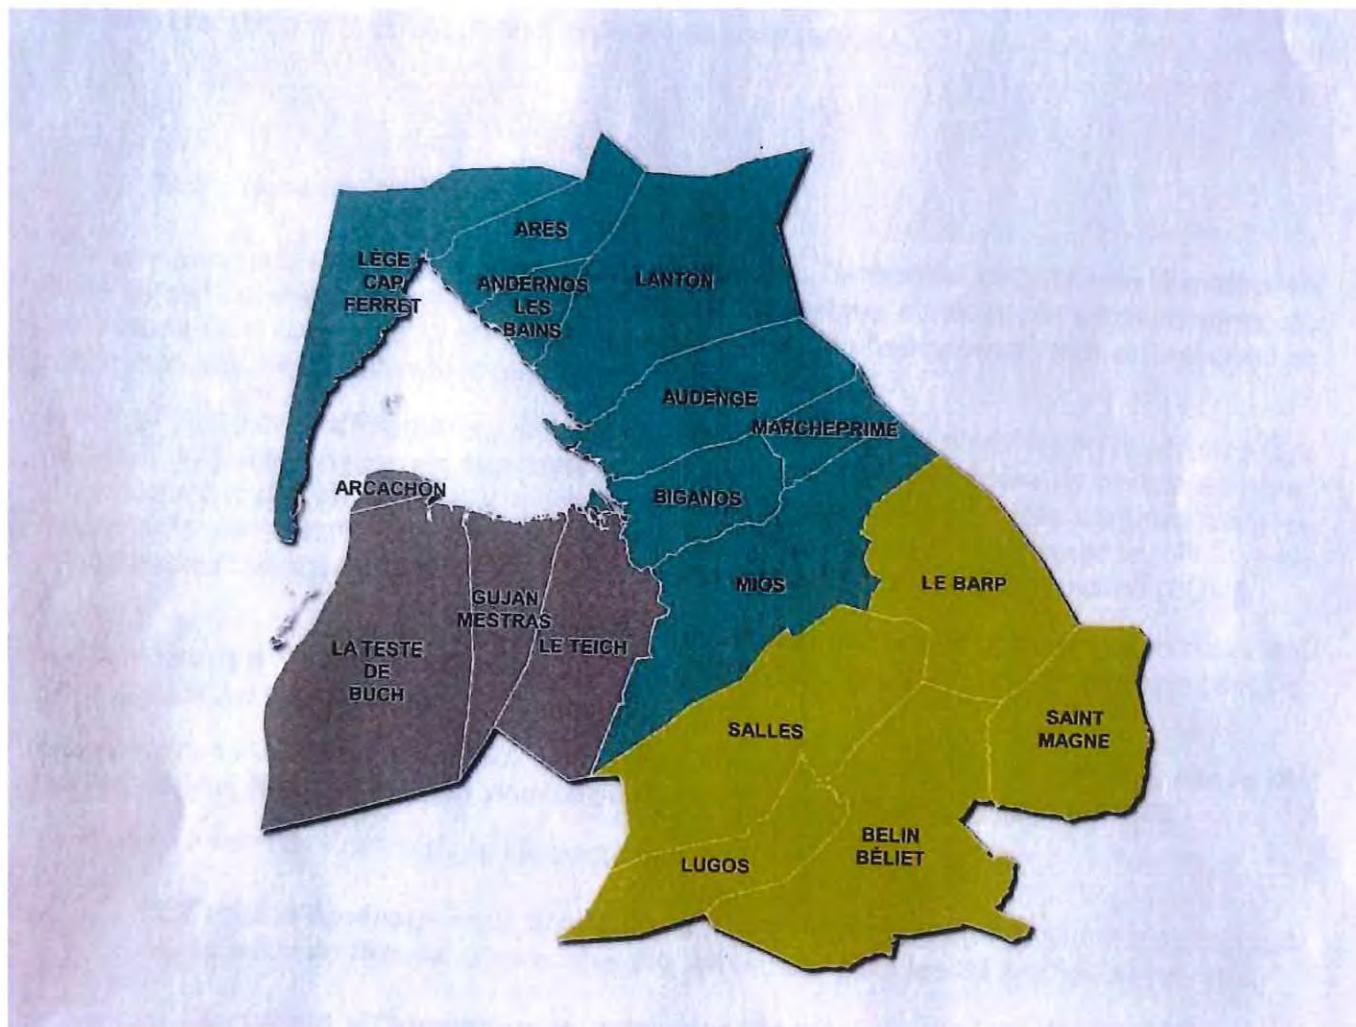 ARÈS
LÈGE
CAP
FERRET
ANDERNOS
LES
BAINS
LANTON
AUDENGE
MARCHEPRIME
BIGANOS
ARCACHON
MIOS
LE BARP
GUJAN
MESTRAS
LE TEICH
LA TESTE
DE
BUCH
SALLES
SAINT
MAGNE
BELIN
BÉLIET
LUGOS